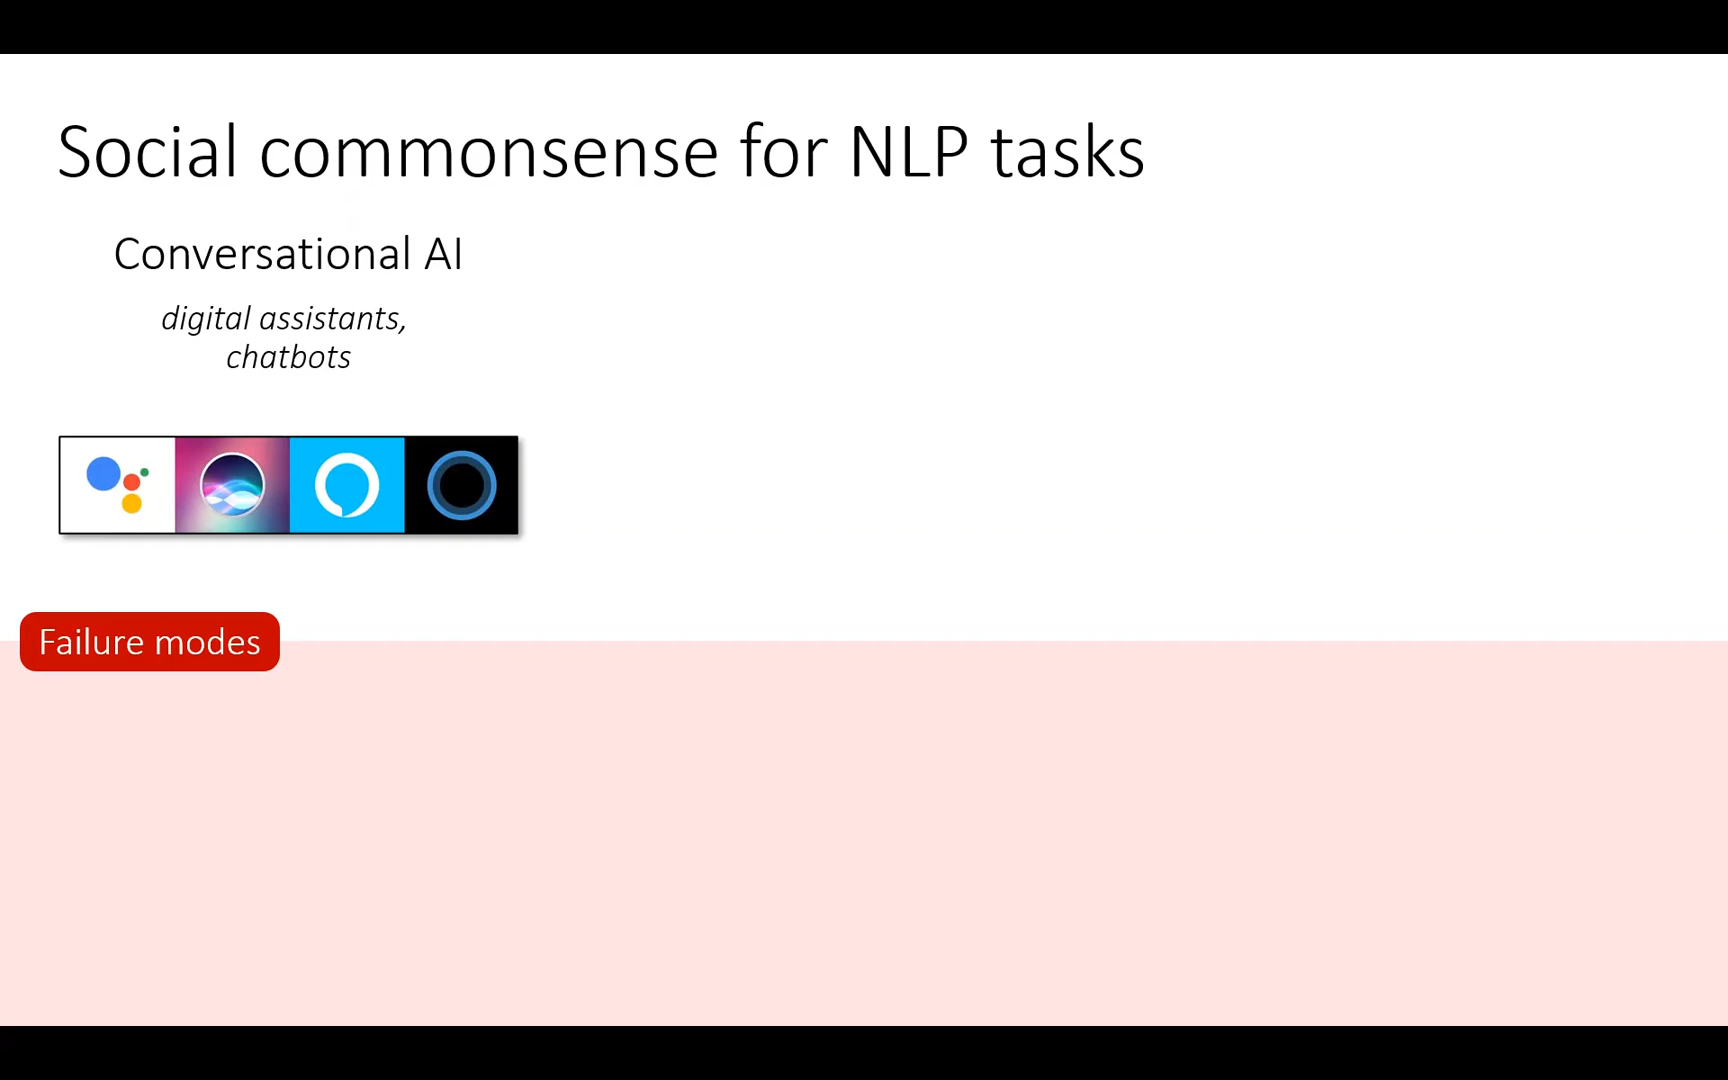 Social commonsense for NLP tasks
Conversational AI
digital assistants,
chatbots
Failure modes